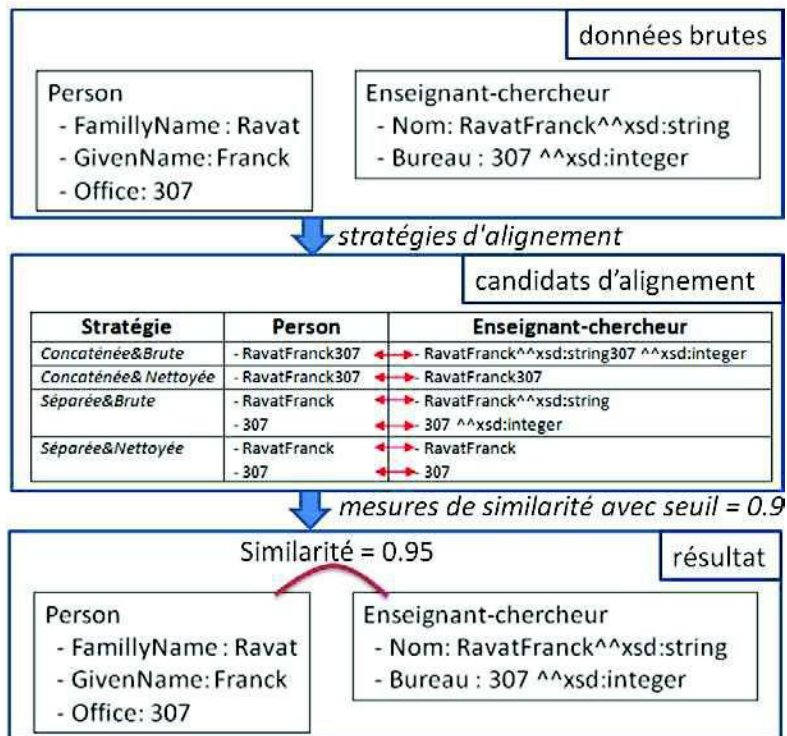 données brutes
Person
- FamillyName : Ravat
- GivenName: Franck
- Office: 307
Enseignant-chercheur
- Nom: RavatFranck^^xsd:string
- Bureau : 307 ^^xsd:integer
stratégies d'alignement
candidats d'alignement
Stratégie Person Enseignant-chercheur
Concaténée&Brute - RavatFranck307 - RavatFranck^^xsd:string307 ^^xsd:integer
Concaténée& Nettoyée - RavatFranck307 - RavatFranck307
Séparée&Brute - RavatFranck - RavatFranck^^xsd:string
- 307 - 307 ^^xsd:integer
Séparée&Nettoyée - RavatFranck - RavatFranck
- 307 - 307
mesures de similarité avec seuil = 0.9
Similarité = 0.95
résultat
Person
- FamillyName : Ravat
- GivenName: Franck
- Office: 307
Enseignant-chercheur
- Nom: RavatFranck^^xsd:string
- Bureau : 307 ^^xsd:integer